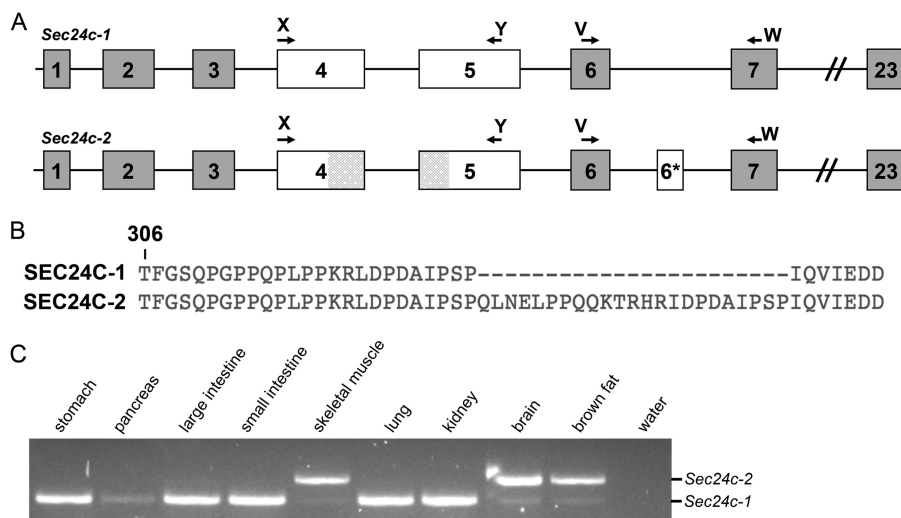 A
Sec24c-1
X Y V W
1 2 3 4 5 6 7 23
Sec24c-2
X Y V W
1 2 3 4 5 6 6* 7 23
B
306
SEC24C-1 TFGSQPGPPQPLPPKRLDPDAIPSP-----------------------IQVIEDD
SEC24C-2 TFGSQPGPPQPLPPKRLDPDAIPSPQLNELPPQQKTRHRIDPDAIPSPIQVIEDD
C
stomach pancreas large intestine small intestine skeletal muscle lung kidney brain brown fat water
Sec24c-2
Sec24c-1